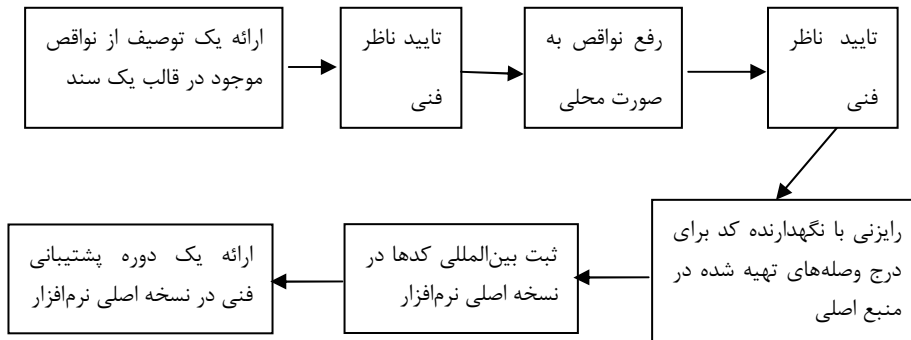 ارائه یک توصیف از نواقص
موجود در قالب یک سند
تایید ناظر
فنی
رفع نواقص به
صورت محلی
تایید ناظر
فنی
رایزنی با نگهدارنده کد برای
درج وصله‌های تهیه شده در
منبع اصلی
ثبت بین‌المللی کدها در
نسخه اصلی نرم‌افزار
ارائه یک دوره پشتیبانی
فنی در نسخه اصلی نرم‌افزار